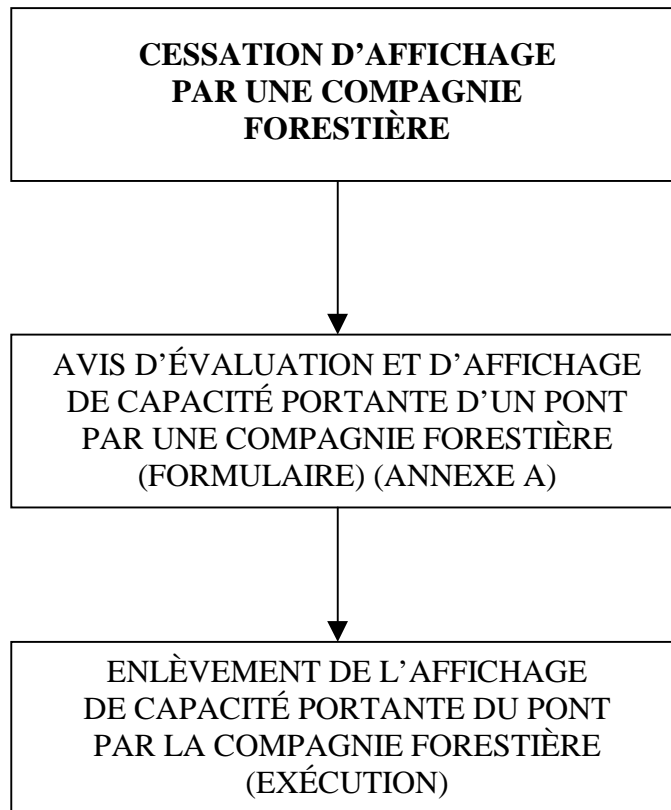 CESSATION D’AFFICHAGE
PAR UNE COMPAGNIE
FORESTIÈRE
AVIS D’ÉVALUATION ET D’AFFICHAGE
DE CAPACITÉ PORTANTE D’UN PONT
PAR UNE COMPAGNIE FORESTIÈRE
(FORMULAIRE) (ANNEXE A)
ENLÈVEMENT DE L’AFFICHAGE
DE CAPACITÉ PORTANTE DU PONT
PAR LA COMPAGNIE FORESTIÈRE
(EXÉCUTION)